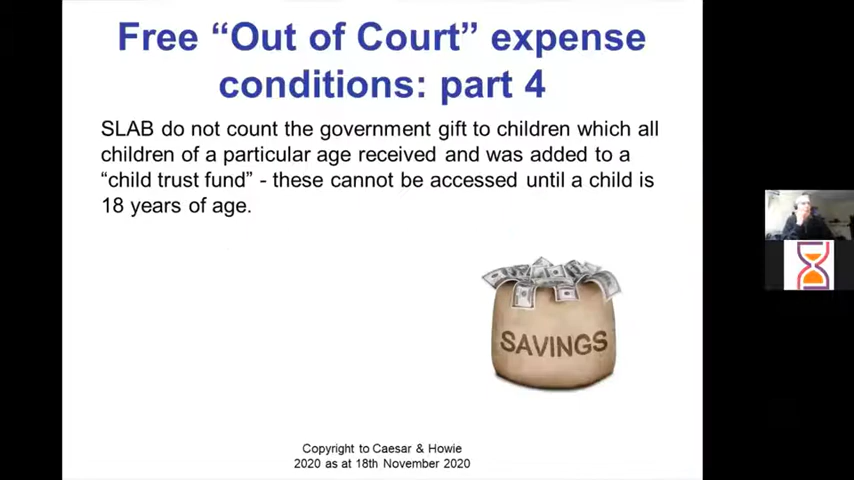 Free “Out of Court” expense
conditions: part 4
SLAB do not count the government gift to children which all
children of a particular age received and was added to a
“child trust fund” - these cannot be accessed until a child is
18 years of age.
SAVINGS
Copyright to Caesar & Howie
2020 as at 18th November 2020